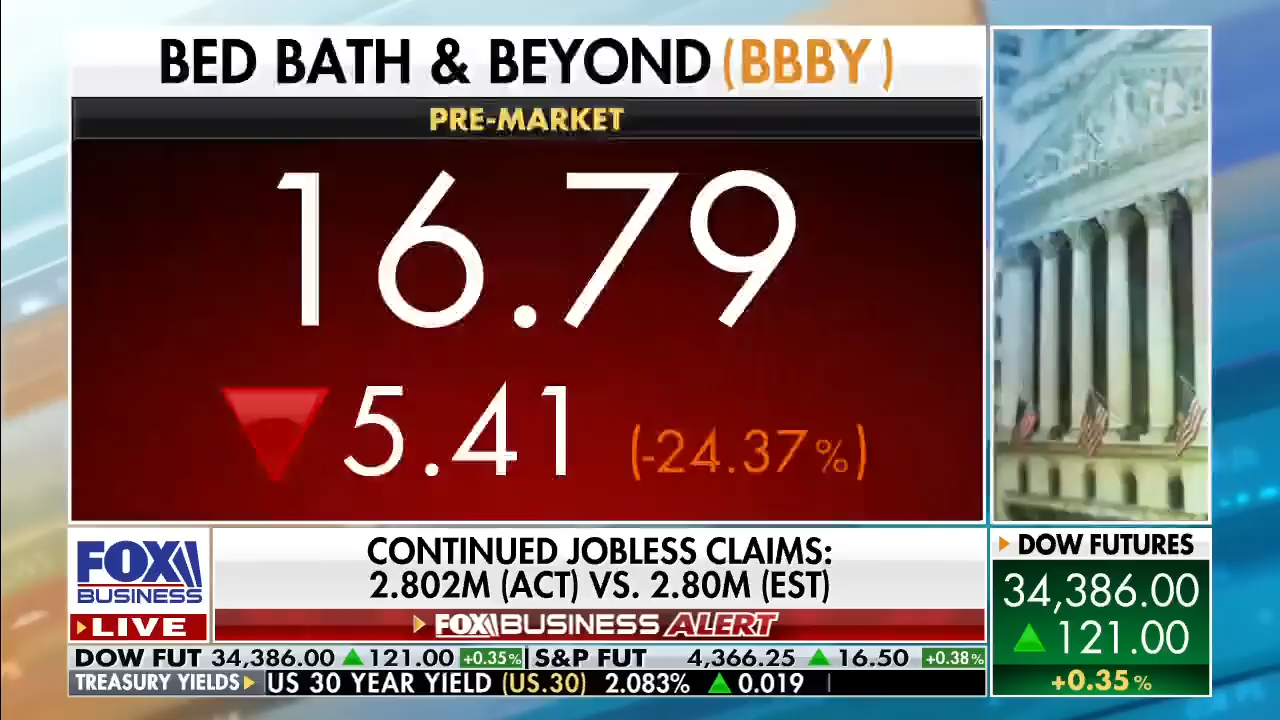 BED BATH & BEYOND (BBBY)
PRE-MARKET
16.79
5.41 (-24.37%)
FOX BUSINESS
LIVE
CONTINUED JOBLESS CLAIMS:
2.802M (ACT) VS. 2.80M (EST)
FOX BUSINESS ALERT
DOW FUTURES
34,386.00
121.00
+0.35%
DOW FUT 34,386.00 121.00 +0.35% S&P FUT 4,366.25 16.50 +0.38%
TREASURY YIELDS US 30 YEAR YIELD (US.30) 2.083% 0.019